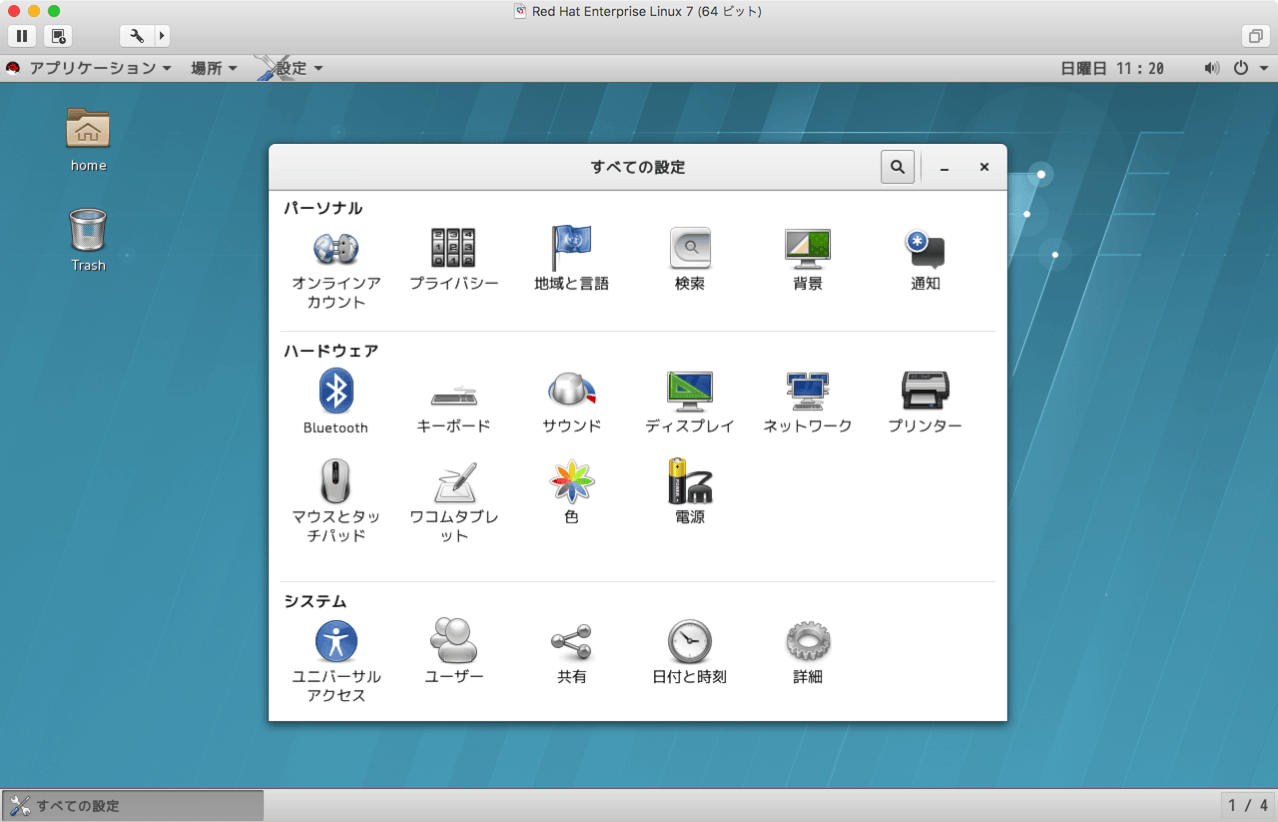 Red Hat Enterprise Linux 7 (64 ビット)
アプリケーション 場所 設定 日曜日 11:20
home
Trash
すべての設定
パーソナル
オンラインア
カウント
プライバシー
地域と言語
検索
背景
通知
ハードウェア
Bluetooth
キーボード
サウンド
ディスプレイ
ネットワーク
プリンター
マウスとタッ
チパッド
ワコムタブレ
ット
色
電源
システム
ユニバーサル
アクセス
ユーザー
共有
日付と時刻
詳細
すべての設定
1 / 4